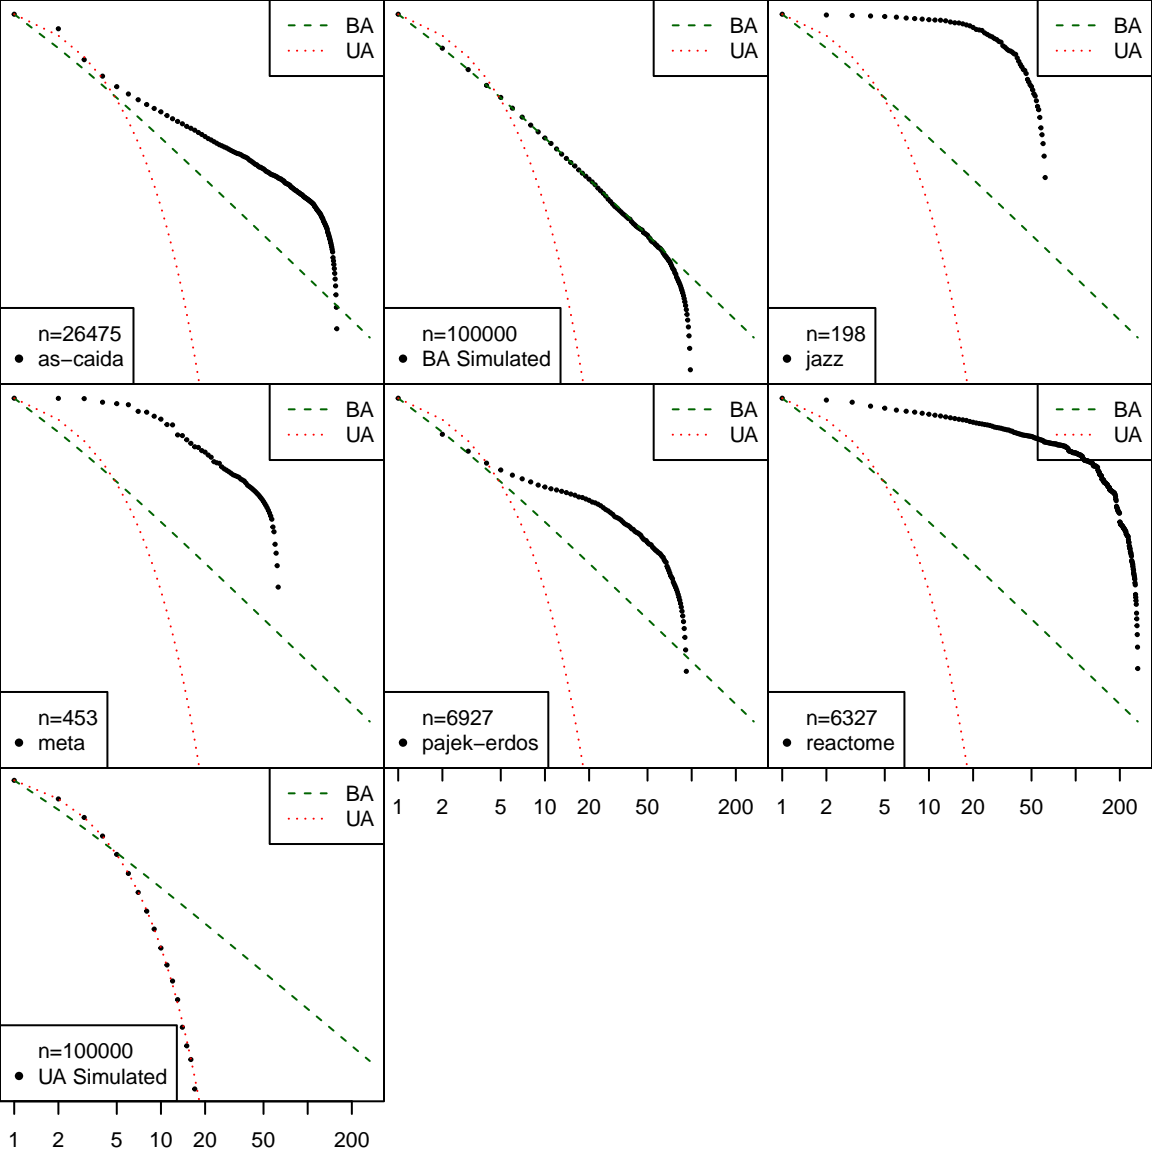 BA
UA
n=26475
as−caida
BA
UA
n=100000
BA Simulated
BA
UA
n=198
jazz
BA
UA
n=453
meta
BA
UA
n=6927
pajek−erdos
BA
UA
n=6327
reactome
1 2 5 10 20 50 200
1 2 5 10 20 50 200
BA
UA
n=100000
UA Simulated
1 2 5 10 20 50 200